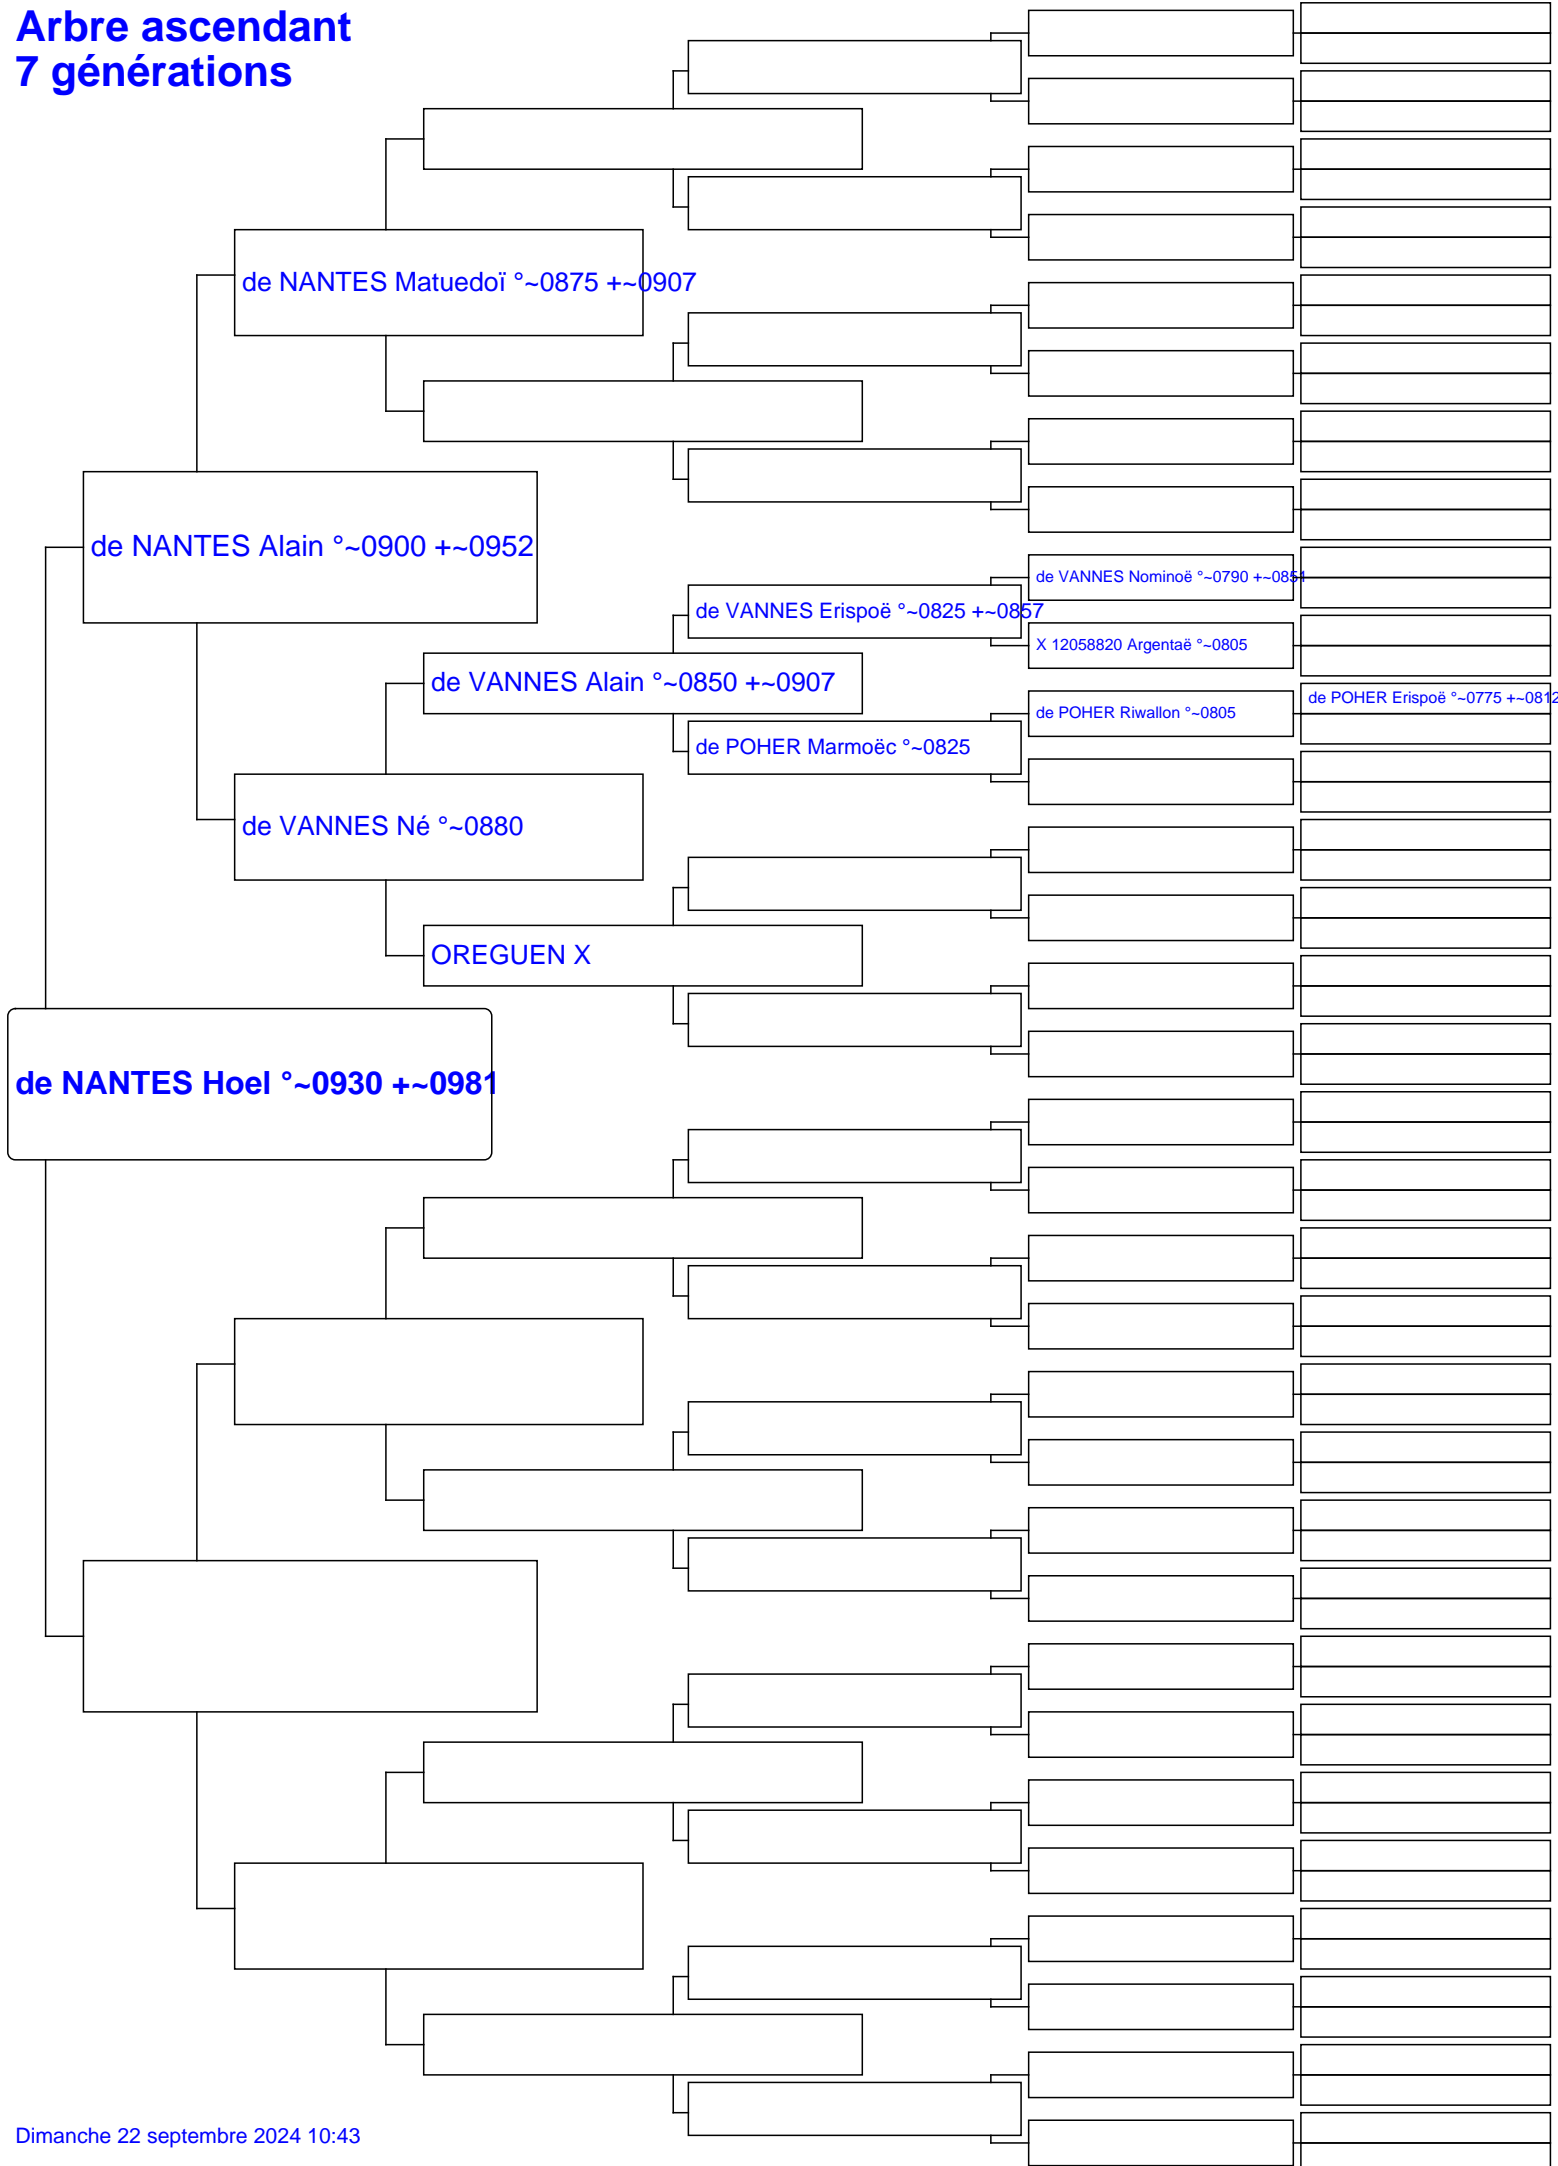 Arbre ascendant
7 générations
de NANTES Matuedoï °~0875 +~0907
de NANTES Alain °~0900 +~0952
de VANNES Nominoë °~0790 +~0851
de VANNES Erispoë °~0825 +~0857
X 12058820 Argentaë °~0805
de VANNES Alain °~0850 +~0907
de POHER Erispoë °~0775 +~0812
de POHER Riwallon °~0805
de POHER Marmoëc °~0825
de VANNES Né °~0880
OREGUEN X
de NANTES Hoel °~0930 +~0981
Dimanche 22 septembre 2024 10:43